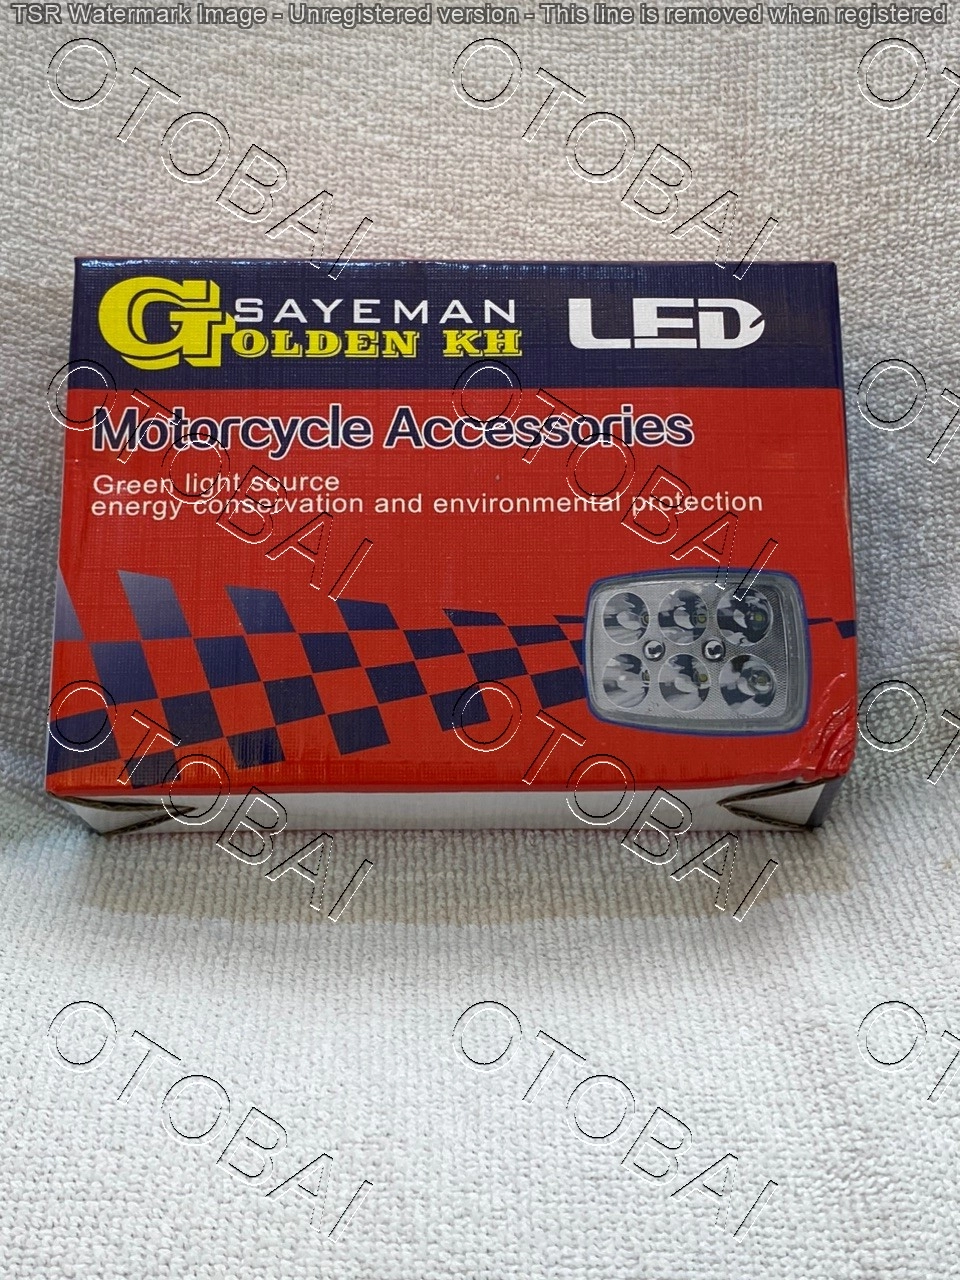 TSR Watermark Image - Unregistered version - This line is removed when registered
OTOBAI
OTOBAI
SAYEMAN
GOLDEN KH
LED
Motorcycle Accessories
Green light source
energy conservation and environmental protection
OTOBAI
OTOBAI
OTOBAI
OTOBAI
OTOBAI
OTOBAI